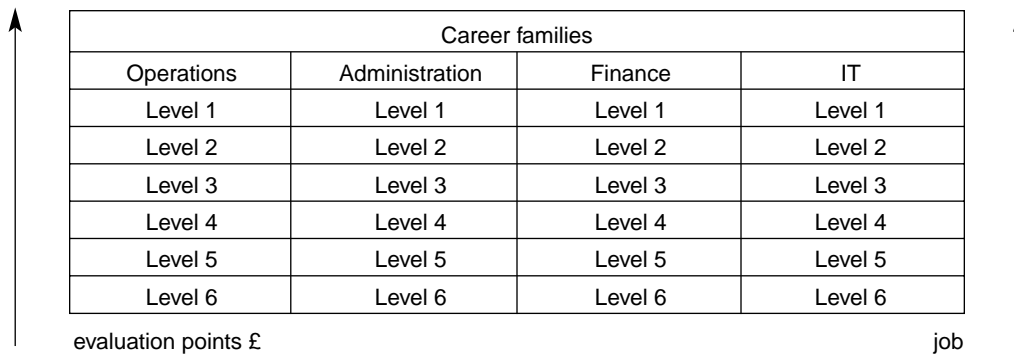 Career families
Operations Administration Finance IT
Level 1 Level 1 Level 1 Level 1
Level 2 Level 2 Level 2 Level 2
Level 3 Level 3 Level 3 Level 3
Level 4 Level 4 Level 4 Level 4
Level 5 Level 5 Level 5 Level 5
Level 6 Level 6 Level 6 Level 6
evaluation points £ job